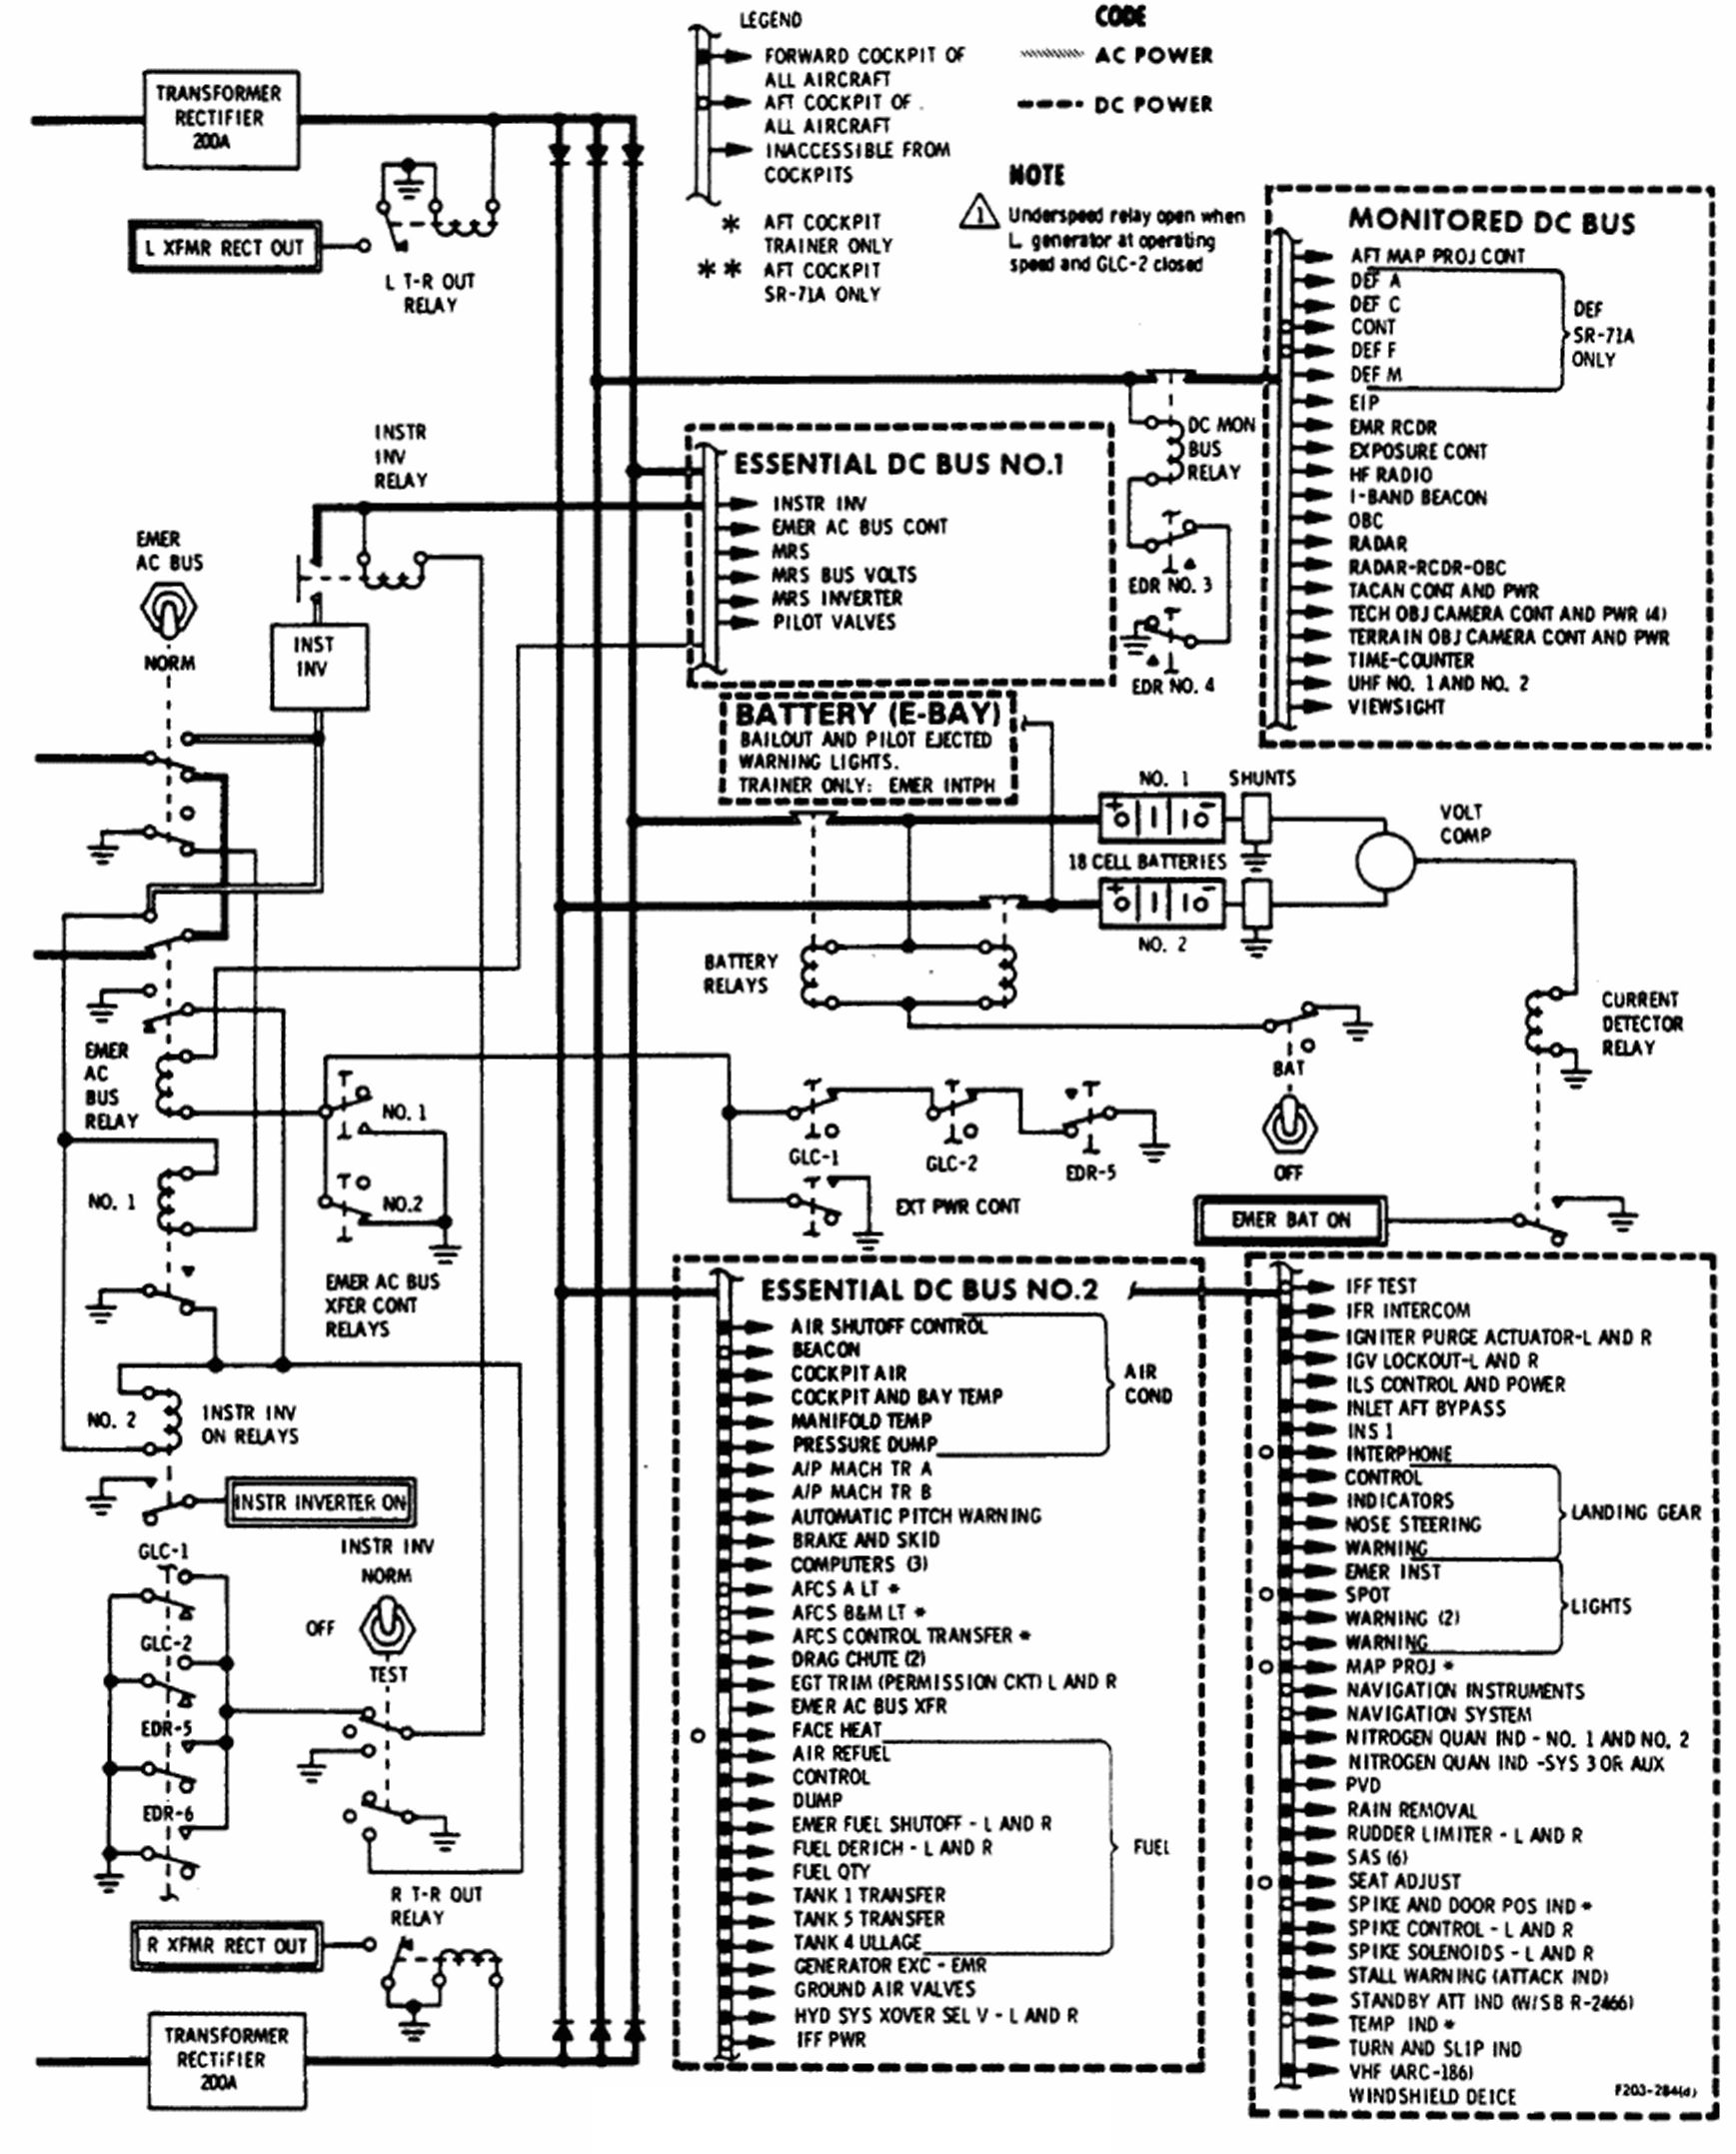 LEGEND
FORWARD COCKPIT OF
ALL AIRCRAFT
AFT COCKPIT OF
ALL AIRCRAFT
INACCESSIBLE FROM
COCKPITS
* AFT COCKPIT
TRAINER ONLY
** AFT COCKPIT
SR-71A ONLY
CODE
AC POWER
DC POWER
NOTE
1 Underspeed relay open when
L generator at operating
speed and GLC-2 closed
TRANSFORMER
RECTIFIER
200A
L XFMR RECT OUT
L T-R OUT
RELAY
MONITORED DC BUS
AFT MAP PROJ CONT
DEF A
DEF C
CONT
DEF F
DEF M
DEF
SR-71A
ONLY
EIP
EMR RCDR
EXPOSURE CONT
HF RADIO
I-BAND BEACON
OBC
RADAR
RADAR-RCDR-OBC
TACAN CONT AND PWR
TECH OBJ CAMERA CONT AND PWR (4)
TERRAIN OBJ CAMERA CONT AND PWR
TIME-COUNTER
UHF NO. 1 AND NO. 2
VIEWSIGHT
INSTR
INV
RELAY
ESSENTIAL DC BUS NO.1
INSTR INV
EMER AC BUS CONT
MRS
MRS BUS VOLTS
MRS INVERTER
PILOT VALVES
DC MON
BUS
RELAY
EDR NO. 3
EDR NO. 4
EMER
AC BUS
NORM
INST
INV
BATTERY (E-BAY)
BAILOUT AND PILOT EJECTED
WARNING LIGHTS.
TRAINER ONLY: EMER INTPH
NO. 1
SHUNTS
VOLT
COMP
18 CELL BATTERIES
NO. 2
BATTERY
RELAYS
CURRENT
DETECTOR
RELAY
BAT
OFF
EMER BAT ON
EMER
AC
BUS
RELAY
NO. 1
NO.2
EMER AC BUS
XFER CONT
RELAYS
GLC-1
GLC-2
EDR-5
EXT PWR CONT
NO. 1
NO. 2
INSTR INV
ON RELAYS
INSTR INVERTER ON
INSTR INV
NORM
OFF
TEST
GLC-1
GLC-2
EDR-5
EDR-6
R T-R OUT
RELAY
R XFMR RECT OUT
TRANSFORMER
RECTIFIER
200A
ESSENTIAL DC BUS NO.2
AIR SHUTOFF CONTROL
BEACON
COCKPIT AIR
COCKPIT AND BAY TEMP
MANIFOLD TEMP
PRESSURE DUMP
AIR
COND
A/P MACH TR A
A/P MACH TR B
AUTOMATIC PITCH WARNING
BRAKE AND SKID
COMPUTERS (3)
AFCS A LT *
AFCS B&M LT *
AFCS CONTROL TRANSFER *
DRAG CHUTE (2)
EGT TRIM (PERMISSION CKT) L AND R
EMER AC BUS XFR
FACE HEAT
AIR REFUEL
CONTROL
DUMP
EMER FUEL SHUTOFF - L AND R
FUEL DERICH - L AND R
FUEL QTY
TANK 1 TRANSFER
TANK 5 TRANSFER
TANK 4 ULLAGE
FUEL
GENERATOR EXC - EMR
GROUND AIR VALVES
HYD SYS XOVER SEL V - L AND R
IFF PWR
IFF TEST
IFR INTERCOM
IGNITER PURGE ACTUATOR-L AND R
IGV LOCKOUT-L AND R
ILS CONTROL AND POWER
INLET AFT BYPASS
INS 1
INTERPHONE
CONTROL
INDICATORS
NOSE STEERING
WARNING
LANDING GEAR
EMER INST
SPOT
WARNING (2)
WARNING
LIGHTS
MAP PROJ *
NAVIGATION INSTRUMENTS
NAVIGATION SYSTEM
NITROGEN QUAN IND - NO. 1 AND NO. 2
NITROGEN QUAN IND -SYS 3 OR AUX
PVD
RAIN REMOVAL
RUDDER LIMITER - L AND R
SAS (6)
SEAT ADJUST
SPIKE AND DOOR POS IND *
SPIKE CONTROL - L AND R
SPIKE SOLENOIDS - L AND R
STALL WARNING (ATTACK IND)
STANDBY ATT IND (W/SB R-2466)
TEMP IND *
TURN AND SLIP IND
VHF (ARC-186)
WINDSHIELD DEICE
F203-284(d)